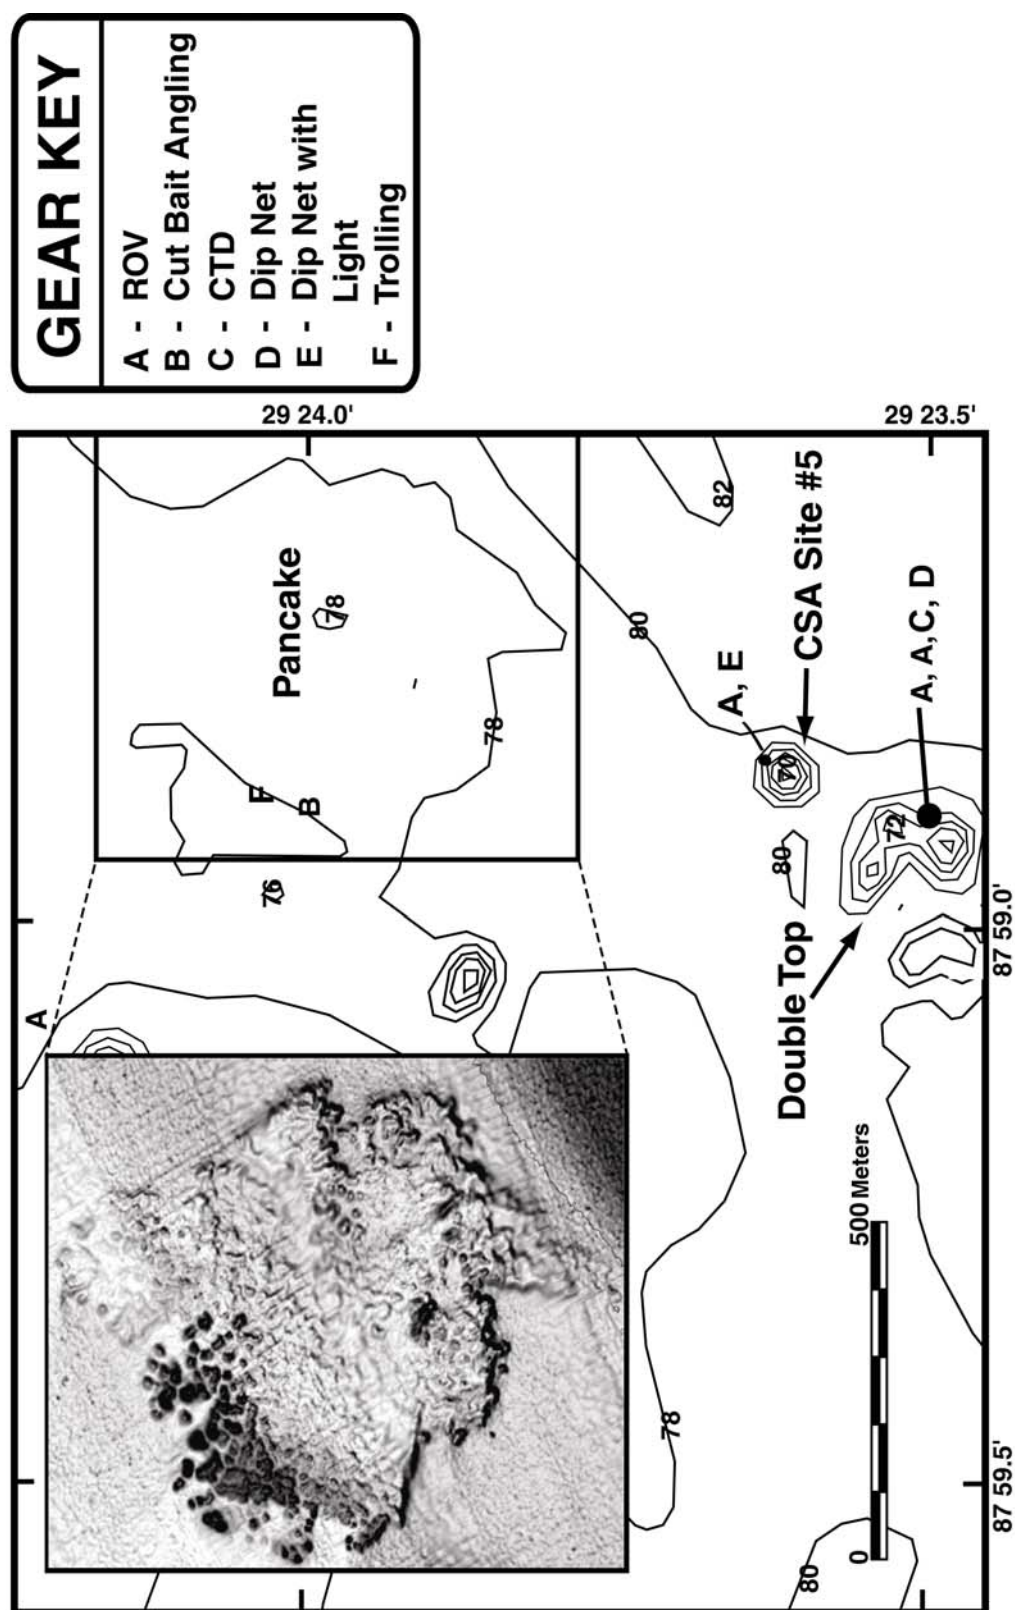 GEAR KEY
A - ROV
B - Cut Bait Angling
C - CTD
D - Dip Net
E - Dip Net with
Light
F - Trolling
29 24.0'
29 23.5'
82
Pancake
78
80
CSA Site #5
A, E
A, A,C, D
78
F
B
70
72
80
76
87 59.0'
Double Top
A
500 Meters
0
78
87 59.5'
80